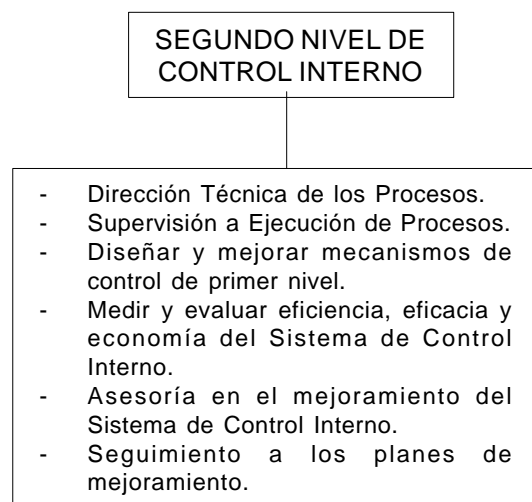 SEGUNDO NIVEL DE
CONTROL INTERNO
- Dirección Técnica de los Procesos.
- Supervisión a Ejecución de Procesos.
- Diseñar y mejorar mecanismos de
control de primer nivel.
- Medir y evaluar eficiencia, eficacia y
economía del Sistema de Control
Interno.
- Asesoría en el mejoramiento del
Sistema de Control Interno.
- Seguimiento a los planes de
mejoramiento.